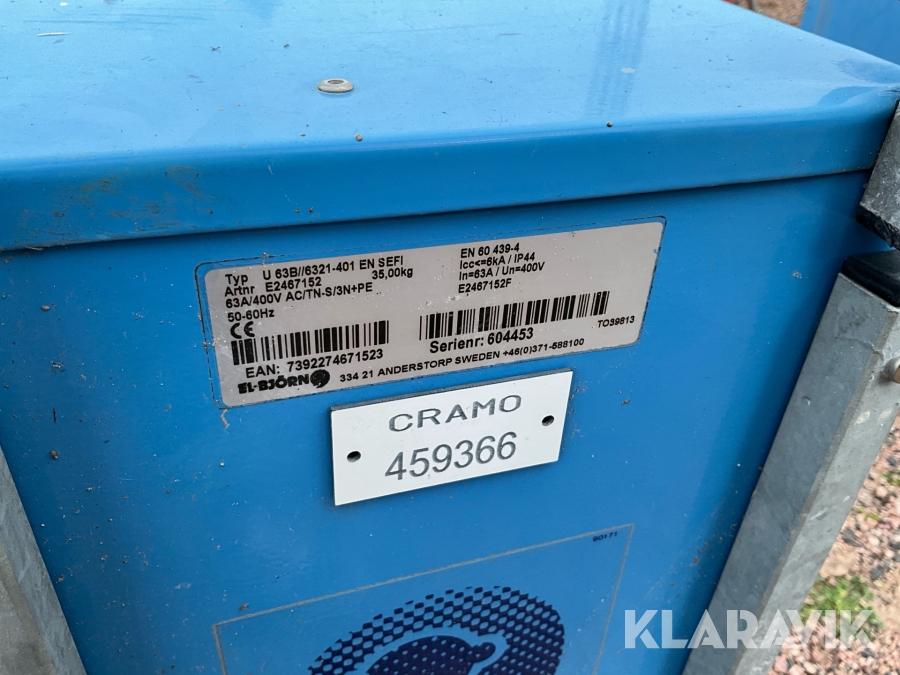 Typ U 63B//6321-401 EN SEFI
Artnr E2467152 35,00kg
63A/400V AC/TN-S/3N+PE
50-60Hz
CE
EAN: 7392274671523
EN 60 439-4
Icc<=6kA / IP44
In=63A / Un=400V
E2467152F
Serienr: 604453
TO39813
EL-BJÖRN 334 21 ANDERSTORP SWEDEN +46(0)371-588100
CRAMO
459366
90171
KLARAVIK